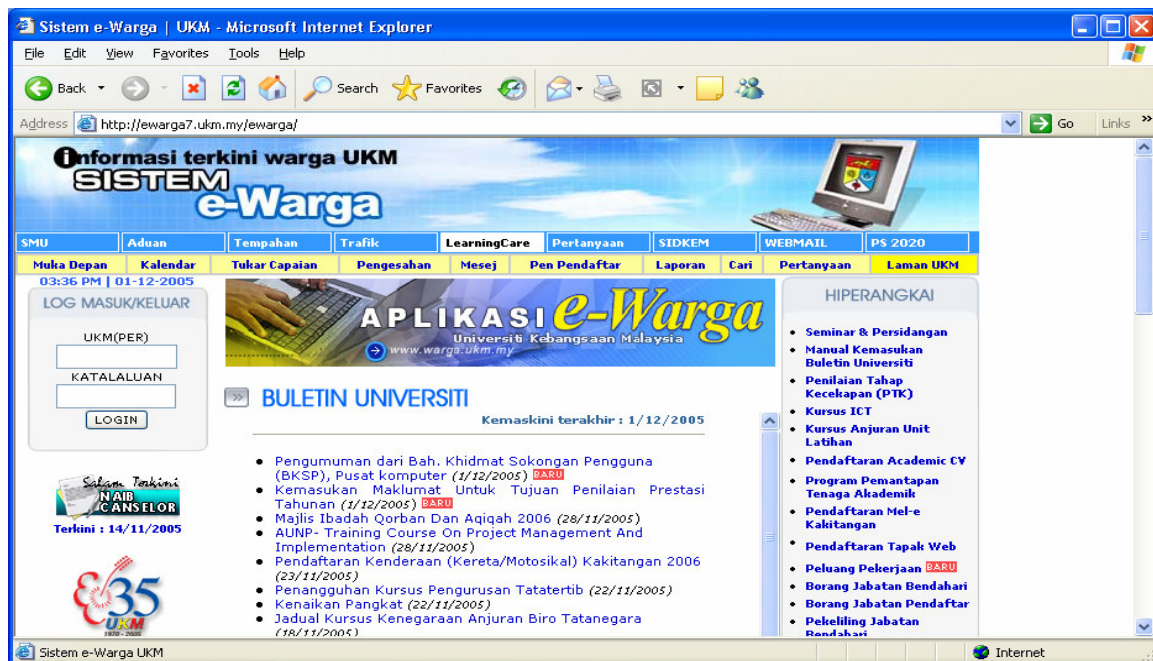 Sistem e-Warga | UKM - Microsoft Internet Explorer
File Edit View Favorites Tools Help
Back Search Favorites
Address http://ewarga7.ukm.my/ewarga/ Go Links »
informasi terkini warga UKM
SISTEM
e-Warga
SMU Aduan Tempahan Trafik LearningCare Pertanyaan SIDKEM WEBMAIL PS 2020
Muka Depan Kalendar Tukar Capaian Pengesahan Mesej Pen Pendaftar Laporan Cari Pertanyaan Laman UKM
03:36 PM | 01-12-2005
LOG MASUK/KELUAR
UKM(PER)
KATALALUAN
LOGIN
Salam Terkini
NAIB
CANSELOR
Terkini : 14/11/2005
35
UKM
1970 - 2005
APLIKASI e-Warga
Universiti Kebangsaan Malaysia
www.warga.ukm.my
BULETIN UNIVERSITI
Kemaskini terakhir : 1/12/2005
• Pengumuman dari Bah. Khidmat Sokongan Pengguna
(BKSP), Pusat komputer (1/12/2005) BARU
• Kemasukan Maklumat Untuk Tujuan Penilaian Prestasi
Tahunan (1/12/2005) BARU
• Majlis Ibadah Qorban Dan Aqiqah 2006 (28/11/2005)
• AUNP- Training Course On Project Management And
Implementation (28/11/2005)
• Pendaftaran Kenderaan (Kereta/Motosikal) Kakitangan 2006
(23/11/2005)
• Penangguhan Kursus Pengurusan Tatatertib (22/11/2005)
• Kenaikan Pangkat (22/11/2005)
• Jadual Kursus Kenegaraan Anjuran Biro Tatanegara
(18/11/2005)
HIPERANGKAI
• Seminar & Persidangan
• Manual Kemasukan
Buletin Universiti
• Penilaian Tahap
Kecekapan (PTK)
• Kursus ICT
• Kursus Anjuran Unit
Latihan
• Pendaftaran Academic CV
• Program Pemantapan
Tenaga Akademik
• Pendaftaran Mel-e
Kakitangan
• Pendaftaran Tapak Web
• Peluang Pekerjaan BARU
• Borang Jabatan Bendahari
• Borang Jabatan Pendaftar
• Pekeliling Jabatan
Bendahari
Sistem e-Warga UKM
Internet